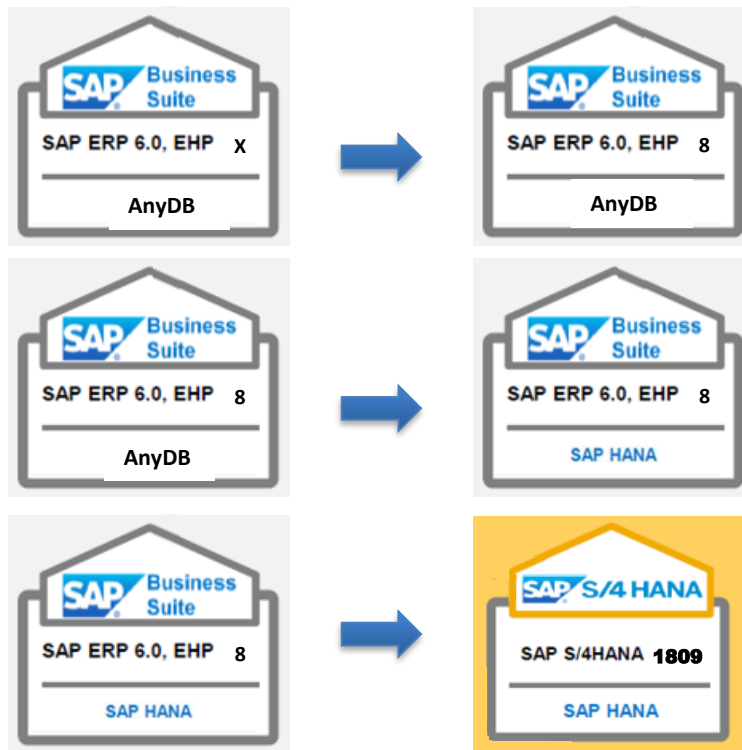 SAP Business Suite
SAP ERP 6.0, EHP X
AnyDB
SAP Business Suite
SAP ERP 6.0, EHP 8
AnyDB
SAP Business Suite
SAP ERP 6.0, EHP 8
AnyDB
SAP Business Suite
SAP ERP 6.0, EHP 8
SAP HANA
SAP Business Suite
SAP ERP 6.0, EHP 8
SAP HANA
SAP S/4 HANA
SAP S/4HANA 1809
SAP HANA